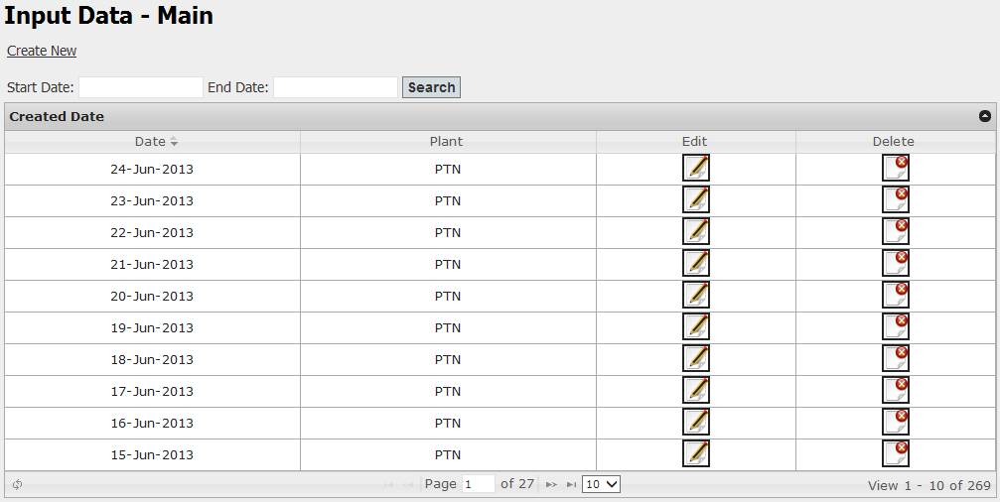 Input Data - Main
Create New
Start Date: End Date: Search
Created Date
Date Plant Edit Delete
24-Jun-2013 PTN
23-Jun-2013 PTN
22-Jun-2013 PTN
21-Jun-2013 PTN
20-Jun-2013 PTN
19-Jun-2013 PTN
18-Jun-2013 PTN
17-Jun-2013 PTN
16-Jun-2013 PTN
15-Jun-2013 PTN
Page 1 of 27 10 View 1 - 10 of 269